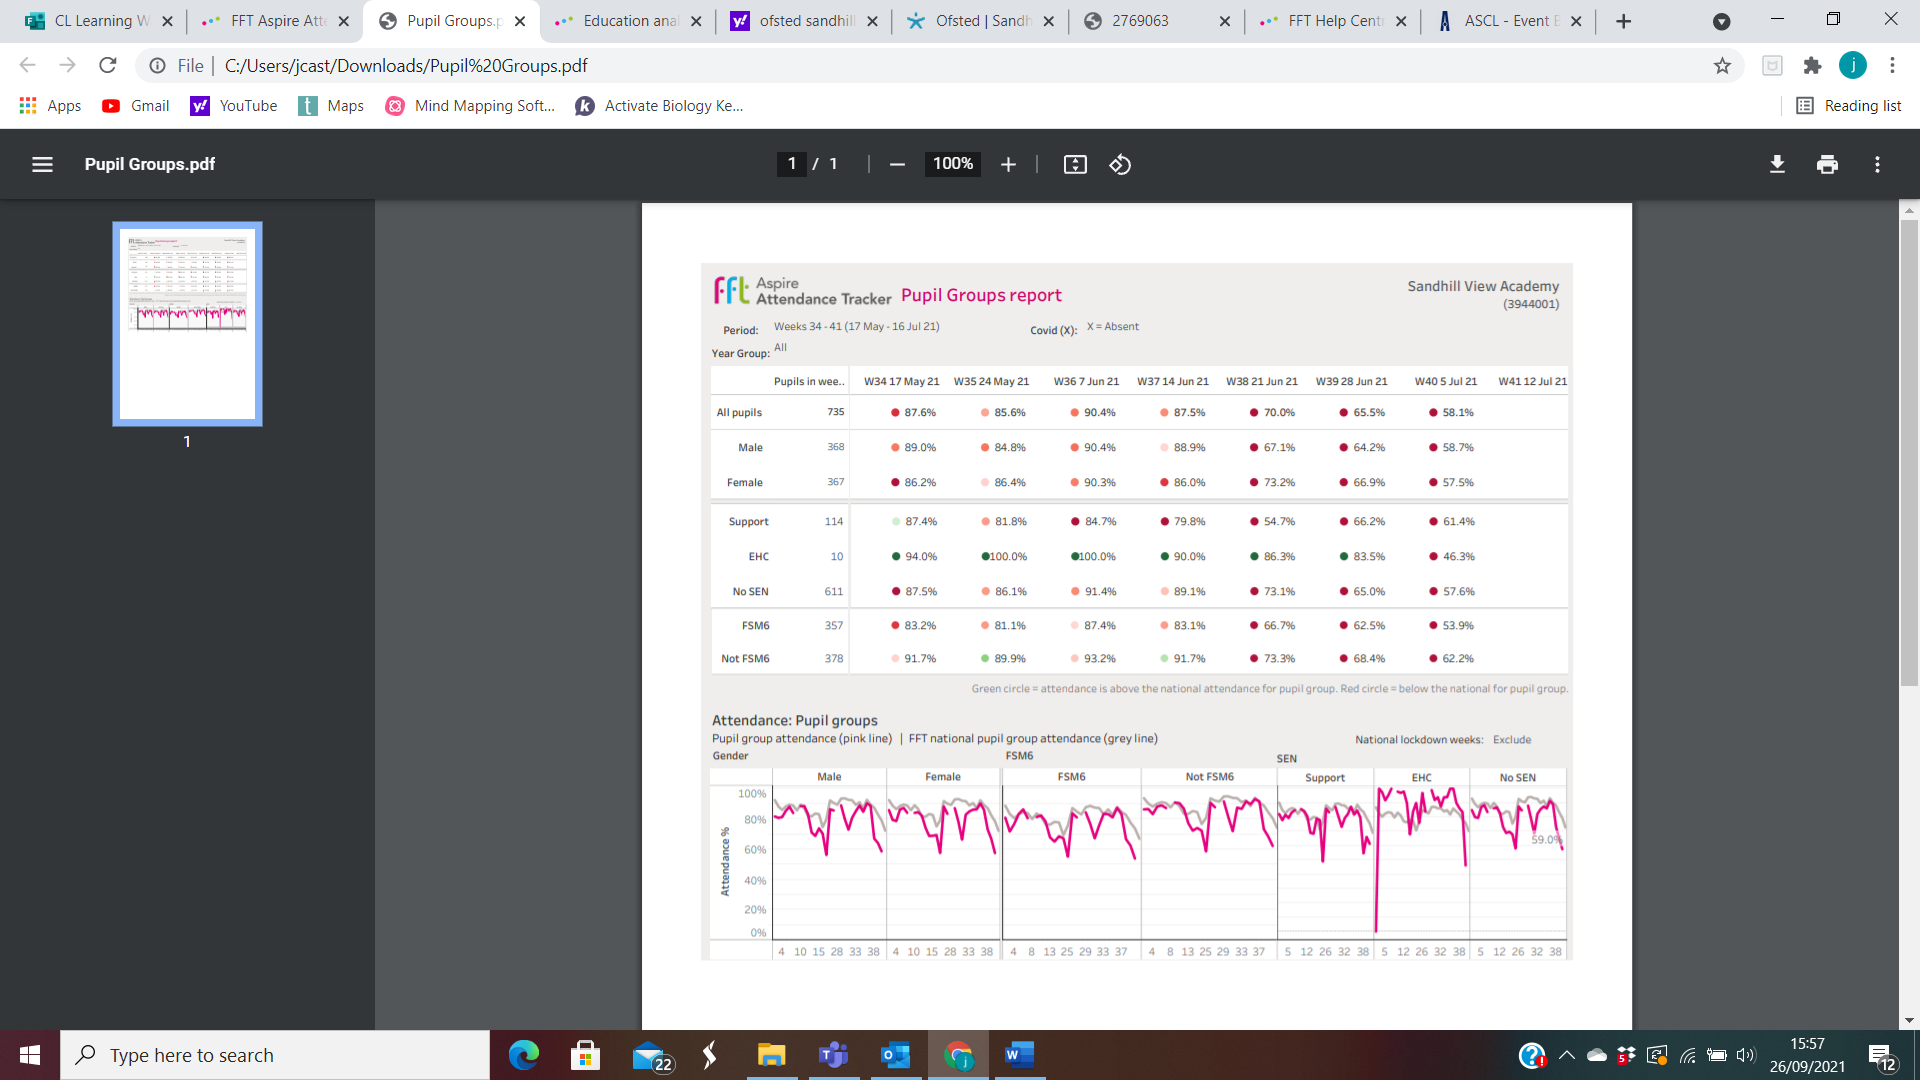 CL Learning W
FFT Aspire Atte
Pupil Groups.p
Education anal
ofsted sandhill
Ofsted | Sandh
2769063
FFT Help Cent
ASCL - Event B
File | C:/Users/jcast/Downloads/Pupil%20Groups.pdf
j
Apps Gmail YouTube Maps Mind Mapping Soft... Activate Biology Ke... Reading list
Pupil Groups.pdf 1 / 1 100%
1
fft Aspire
Attendance Tracker Pupil Groups report
Sandhill View Academy
(3944001)
Period: Weeks 34 - 41 (17 May - 16 Jul 21) Covid (X): X = Absent
Year Group: All
Pupils in wee.. W34 17 May 21 W35 24 May 21 W36 7 Jun 21 W37 14 Jun 21 W38 21 Jun 21 W39 28 Jun 21 W40 5 Jul 21 W41 12 Jul 21
All pupils 735 87.6% 85.6% 90.4% 87.5% 70.0% 65.5% 58.1%
Male 368 89.0% 84.8% 90.4% 88.9% 67.1% 64.2% 58.7%
Female 367 86.2% 86.4% 90.3% 86.0% 73.2% 66.9% 57.5%
Support 114 87.4% 81.8% 84.7% 79.8% 54.7% 66.2% 61.4%
EHC 10 94.0% 100.0% 100.0% 90.0% 86.3% 83.5% 46.3%
No SEN 611 87.5% 86.1% 91.4% 89.1% 73.1% 65.0% 57.6%
FSM6 357 83.2% 81.1% 87.4% 83.1% 66.7% 62.5% 53.9%
Not FSM6 378 91.7% 89.9% 93.2% 91.7% 73.3% 68.4% 62.2%
Green circle = attendance is above the national attendance for pupil group. Red circle = below the national for pupil group.
Attendance: Pupil groups
Pupil group attendance (pink line) | FFT national pupil group attendance (grey line) National lockdown weeks: Exclude
Gender FSM6 SEN
Male Female FSM6 Not FSM6 Support EHC No SEN
Attendance %
100%
80%
60%
40%
20%
0%
59.0%
4 10 15 28 33 38 4 10 15 28 33 38 4 8 13 25 29 33 37 4 8 13 25 29 33 37 5 12 26 32 38 5 12 26 32 38 5 12 26 32 38
Type here to search
22
15:57
26/09/2021
12